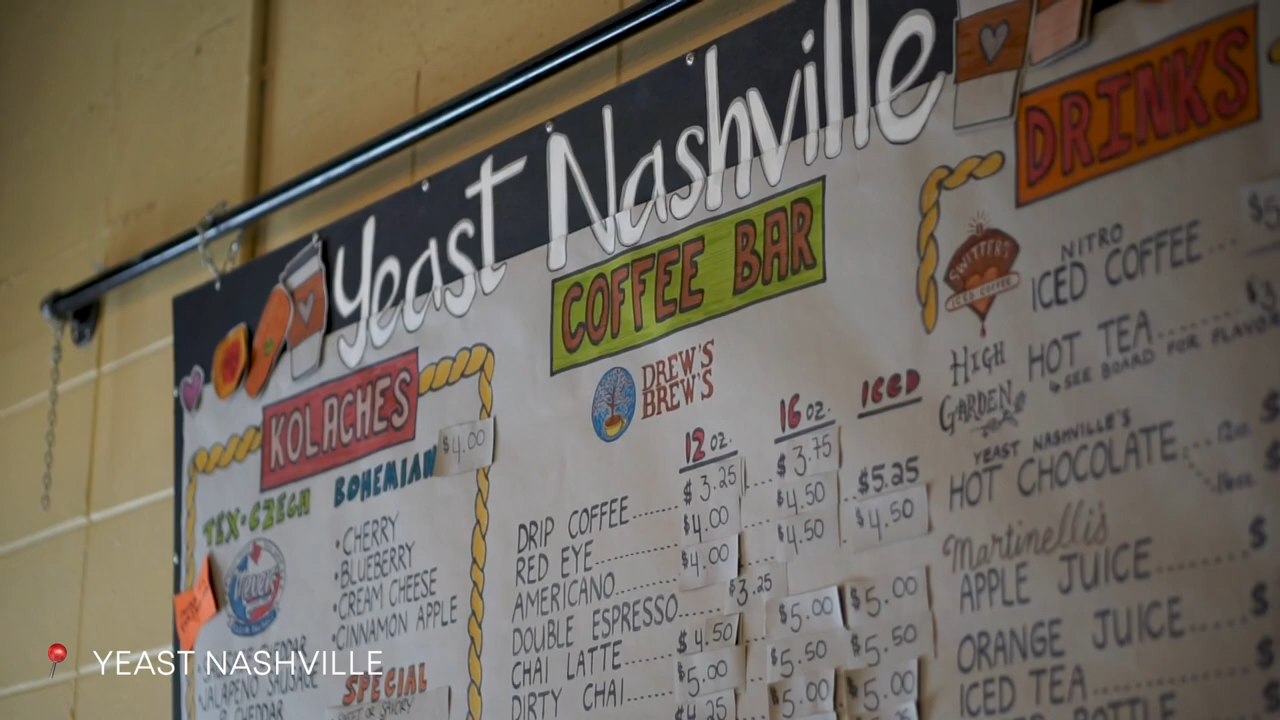 Yeast Nashville
KOLACHES
TEX-CZECH
BOHEMIAN $4.00
• CHERRY
• BLUEBERRY
• CREAM CHEESE
• CINNAMON APPLE
JALAPENO SAUSAGE
& CHEDDAR
SPECIAL
SWEET OR SAVORY
COFFEE BAR
DREW'S
BREW'S
12 oz. 16 oz. ICED
DRIP COFFEE $3.25 $3.75
RED EYE $4.00 $4.50 $5.25
AMERICANO $4.00 $4.50 $4.50
DOUBLE ESPRESSO $3.25
CHAI LATTE $4.50 $5.00 $5.00
DIRTY CHAI $5.00 $5.50 $5.50
$5.00 $5.00
DRINKS
SWITTERS
ICED COFFEE
NITRO
ICED COFFEE
HIGH
GARDEN
HOT TEA
SEE BOARD FOR FLAVORS
YEAST NASHVILLE'S
HOT CHOCOLATE
Martinelli's
APPLE JUICE
ORANGE JUICE
ICED TEA
BOTTLE
YEAST NASHVILLE